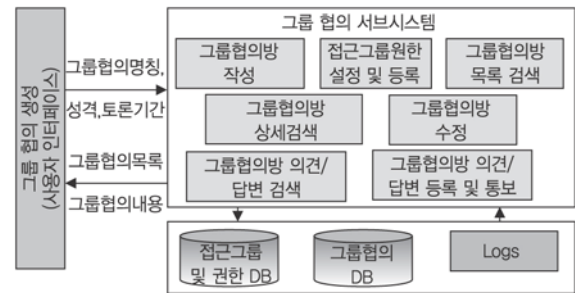 그룹 협의 생성
(사용자 인터페이스)
그룹협의명칭,
성격,토론기간
그룹협의목록
그룹협의내용
그룹 협의 서브시스템
그룹협의방
작성
접근그룹원한
설정 및 등록
그룹협의방
목록 검색
그룹협의방
상세검색
그룹협의방
수정
그룹협의방 의견/
답변 검색
그룹협의방 의견/
답변 등록 및 통보
접근그룹
및 권한 DB
그룹협의
DB
Logs